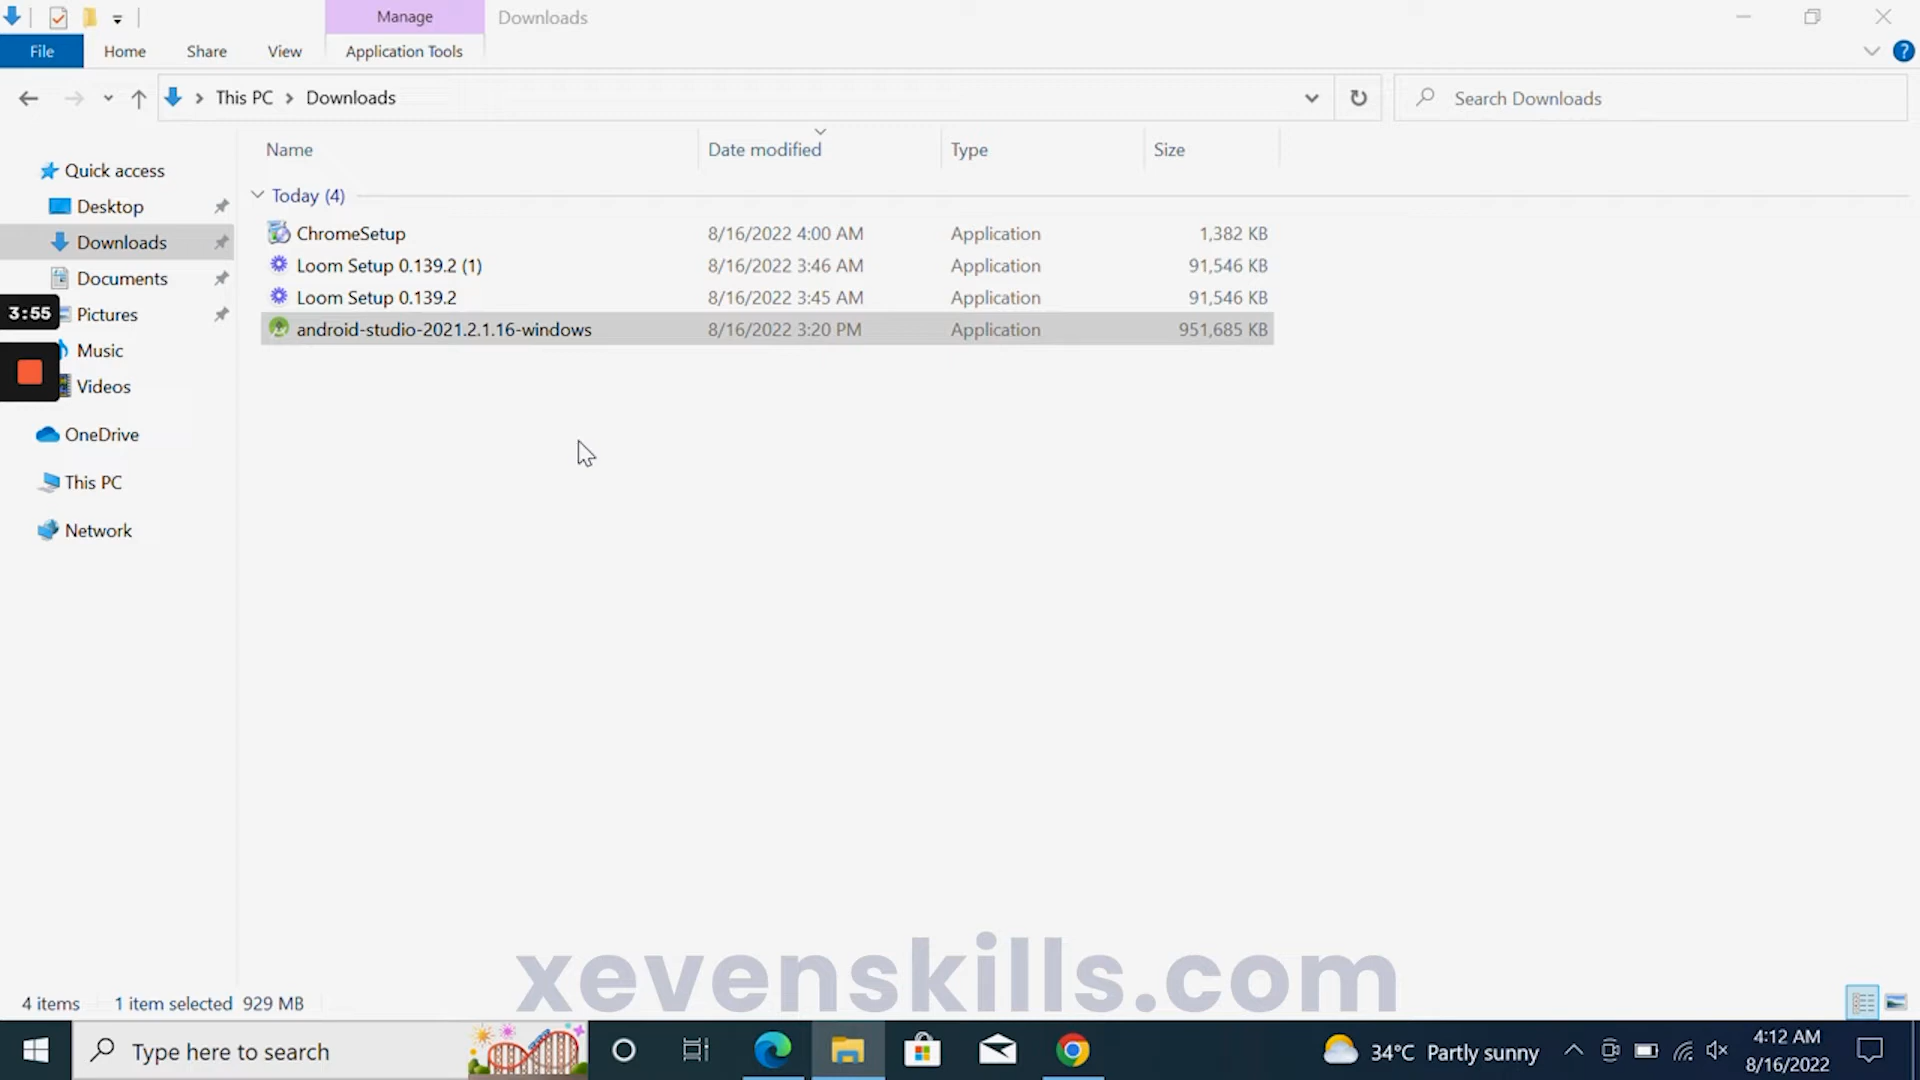 Manage
Downloads
File
Home
Share
View
Application Tools
This PC
Downloads
Search Downloads
Name
Date modified
Type
Size
Quick access
Desktop
Downloads
Documents
Pictures
Music
Videos
OneDrive
This PC
Network
3:55
Today (4)
ChromeSetup 8/16/2022 4:00 AM Application 1,382 KB
Loom Setup 0.139.2 (1) 8/16/2022 3:46 AM Application 91,546 KB
Loom Setup 0.139.2 8/16/2022 3:45 AM Application 91,546 KB
android-studio-2021.2.1.16-windows 8/16/2022 3:20 PM Application 951,685 KB
xevenskills.com
4 items 1 item selected 929 MB
Type here to search
34°C Partly sunny
4:12 AM
8/16/2022